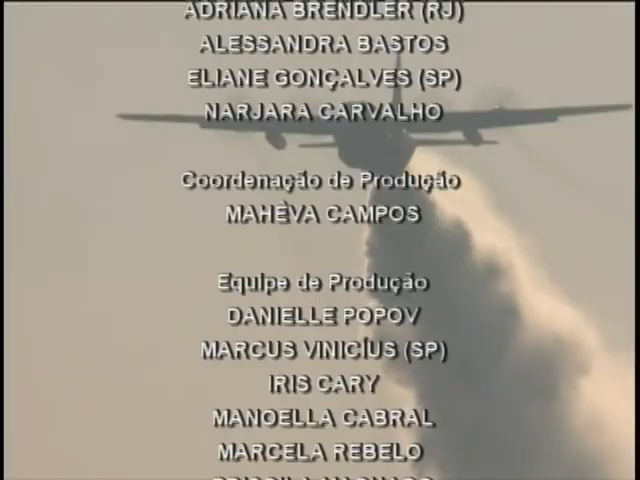 ADRIANA BRENDLER (RJ)
ALESSANDRA BASTOS
ELIANE GONÇALVES (SP)
NARJARA CARVALHO
Coordenação de Produção
MAHÈVA CAMPOS
Equipe de Produção
DANIELLE POPOV
MARCUS VINICÍUS (SP)
IRIS CARY
MANOELLA CABRAL
MARCELA REBELO